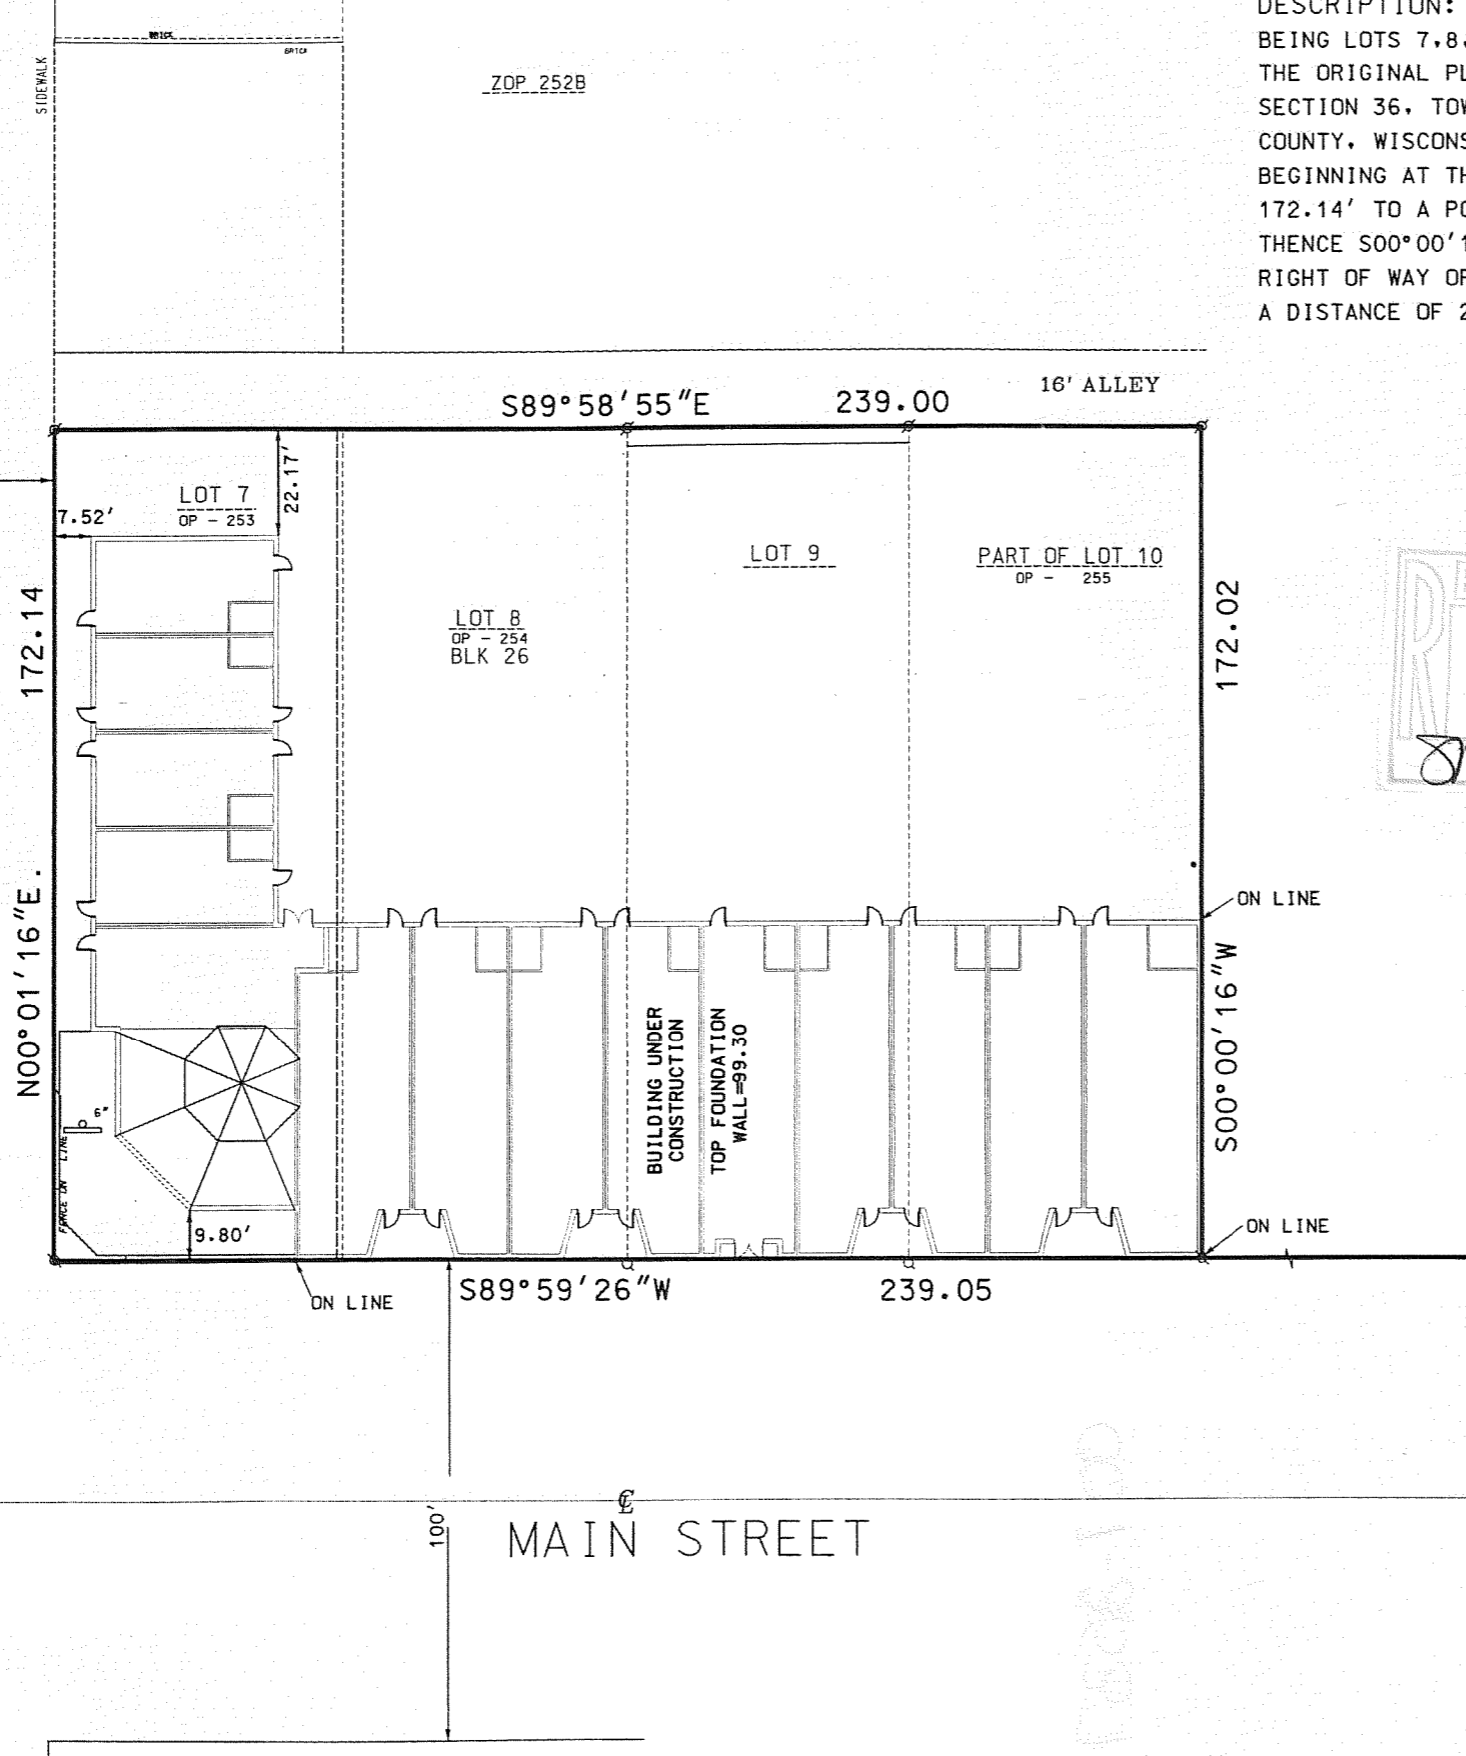 DESCRIPTION:
BEING LOTS 7,8,
THE ORIGINAL PL
SECTION 36, TOW
COUNTY, WISCONS
BEGINNING AT TH
172.14' TO A PO
THENCE S00°00'1
RIGHT OF WAY OF
A DISTANCE OF 2
BRICK
BRICK
SIDEWALK
ZOP 252B
16' ALLEY
S89°58'55"E 239.00
22.17'
LOT 7
OP - 253
7.52'
LOT 9
PART OF LOT 10
OP - 255
LOT 8
OP - 254
BLK 26
N00°01'16"E. 172.14
172.02
S00°00'16"W
ON LINE
BUILDING UNDER
CONSTRUCTION
TOP FOUNDATION
WALL=99.30
6"
FENCE ON LINE
9.80'
ON LINE
S89°59'26"W 239.05
ON LINE
100'
MAIN STREET